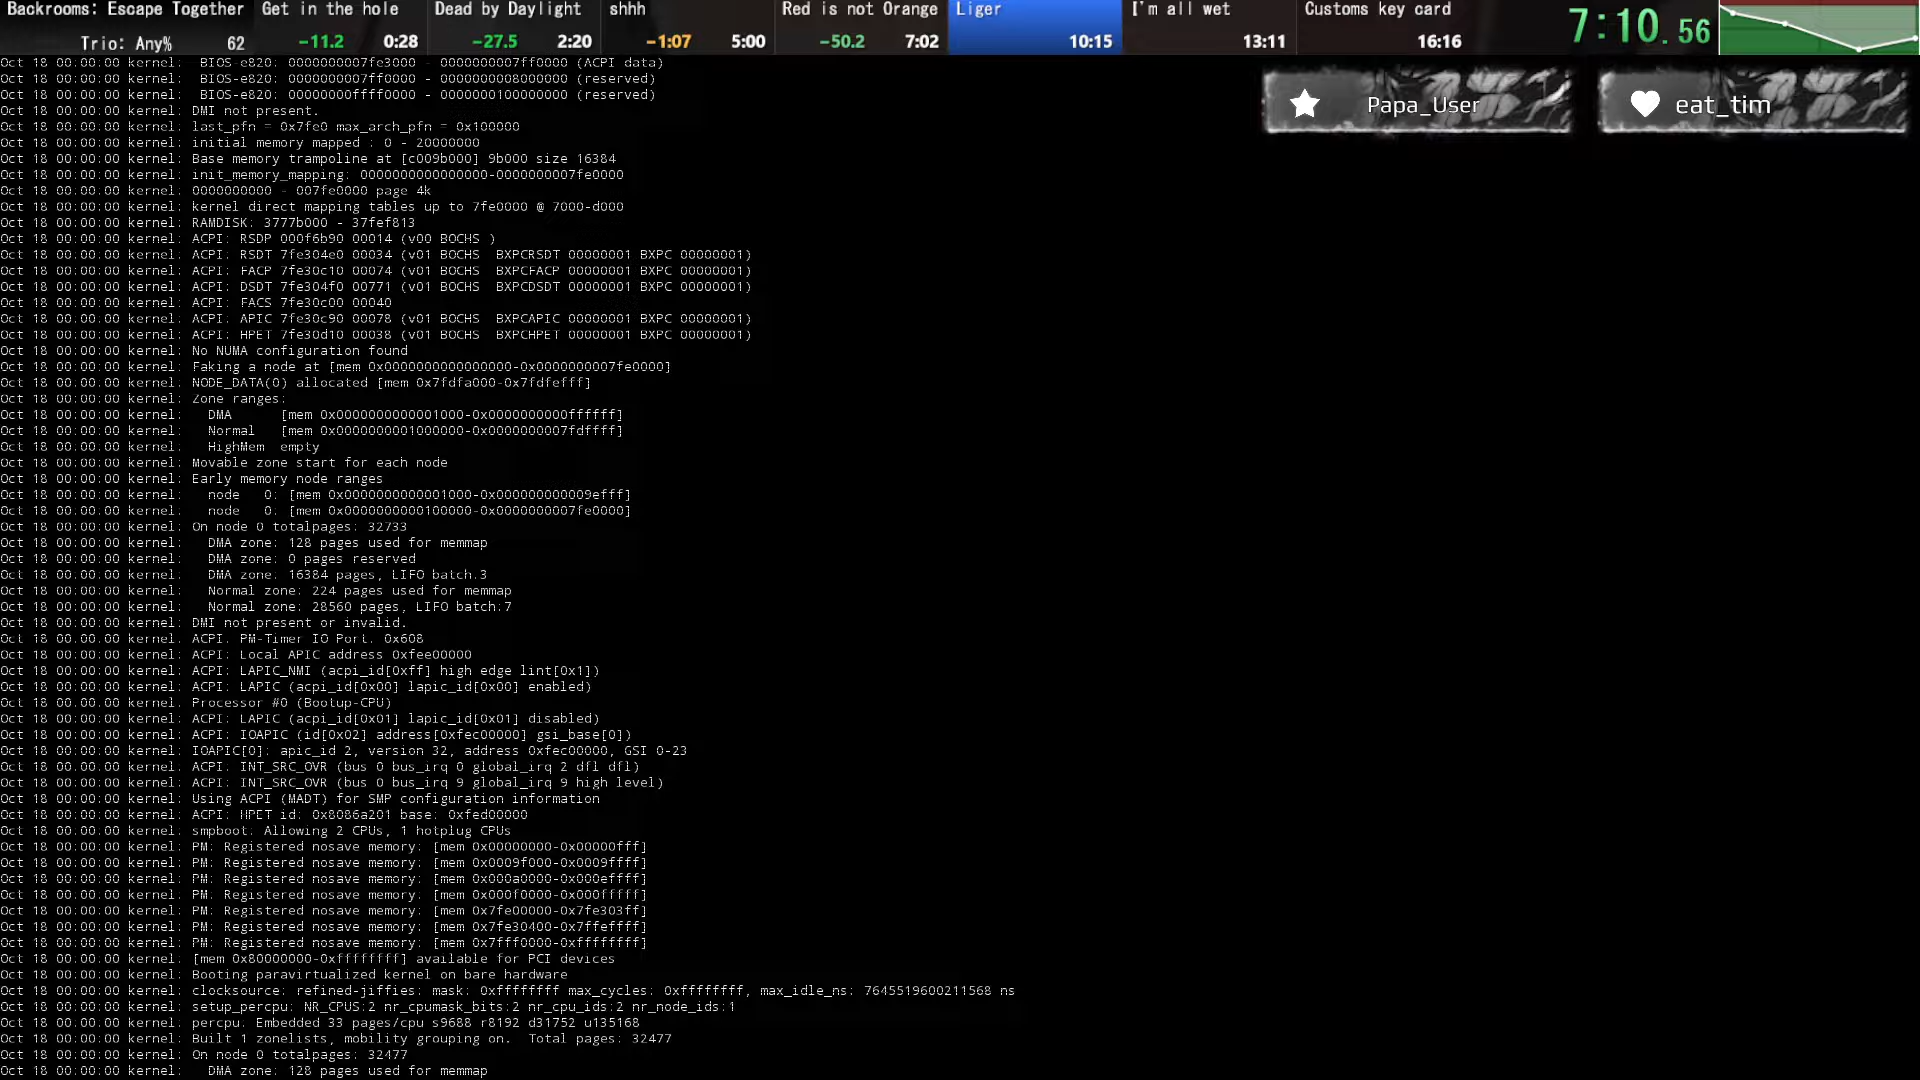 Backrooms: Escape Together
Trio: Any% 62
Get in the hole
-11.2 0:28
Dead by Daylight
-27.5 2:20
shhh
-1:07 5:00
Red is not Orange
-50.2 7:02
Liger
10:15
I'm all wet
13:11
Customs key card
16:16
7:10.56
Papa_User
eat_tim
Oct 18 00:00:00 kernel:  BIOS-e820: 0000000007fe3000 - 0000000007ff0000 (ACPI data)
Oct 18 00:00:00 kernel:  BIOS-e820: 0000000007ff0000 - 0000000008000000 (reserved)
Oct 18 00:00:00 kernel:  BIOS-e820: 00000000ffff0000 - 0000000100000000 (reserved)
Oct 18 00:00:00 kernel: DMI not present.
Oct 18 00:00:00 kernel: last_pfn = 0x7fe0 max_arch_pfn = 0x100000
Oct 18 00:00:00 kernel: initial memory mapped : 0 - 20000000
Oct 18 00:00:00 kernel: Base memory trampoline at [c009b000] 9b000 size 16384
Oct 18 00:00:00 kernel: init_memory_mapping: 0000000000000000-0000000007fe0000
Oct 18 00:00:00 kernel: 0000000000 - 007fe0000 page 4k
Oct 18 00:00:00 kernel: kernel direct mapping tables up to 7fe0000 @ 7000-d000
Oct 18 00:00:00 kernel: RAMDISK: 3777b000 - 37fef813
Oct 18 00:00:00 kernel: ACPI: RSDP 000f6b90 00014 (v00 BOCHS )
Oct 18 00:00:00 kernel: ACPI: RSDT 7fe304e0 00034 (v01 BOCHS  BXPCRSDT 00000001 BXPC 00000001)
Oct 18 00:00:00 kernel: ACPI: FACP 7fe30c10 00074 (v01 BOCHS  BXPCFACP 00000001 BXPC 00000001)
Oct 18 00:00:00 kernel: ACPI: DSDT 7fe304f0 00771 (v01 BOCHS  BXPCDSDT 00000001 BXPC 00000001)
Oct 18 00:00:00 kernel: ACPI: FACS 7fe30c00 00040
Oct 18 00:00:00 kernel: ACPI: APIC 7fe30c90 00078 (v01 BOCHS  BXPCAPIC 00000001 BXPC 00000001)
Oct 18 00:00:00 kernel: ACPI: HPET 7fe30d10 00038 (v01 BOCHS  BXPCHPET 00000001 BXPC 00000001)
Oct 18 00:00:00 kernel: No NUMA configuration found
Oct 18 00:00:00 kernel: Faking a node at [mem 0x0000000000000000-0x0000000007fe0000]
Oct 18 00:00:00 kernel: NODE_DATA(0) allocated [mem 0x7fdfa000-0x7fdfefff]
Oct 18 00:00:00 kernel: Zone ranges:
Oct 18 00:00:00 kernel:   DMA      [mem 0x0000000000001000-0x0000000000ffffff]
Oct 18 00:00:00 kernel:   Normal   [mem 0x0000000001000000-0x0000000007fdffff]
Oct 18 00:00:00 kernel:   HighMem  empty
Oct 18 00:00:00 kernel: Movable zone start for each node
Oct 18 00:00:00 kernel: Early memory node ranges
Oct 18 00:00:00 kernel:   node   0: [mem 0x0000000000001000-0x000000000009efff]
Oct 18 00:00:00 kernel:   node   0: [mem 0x0000000000100000-0x0000000007fe0000]
Oct 18 00:00:00 kernel: On node 0 totalpages: 32733
Oct 18 00:00:00 kernel:   DMA zone: 128 pages used for memmap
Oct 18 00:00:00 kernel:   DMA zone: 0 pages reserved
Oct 18 00:00:00 kernel:   DMA zone: 16384 pages, LIFO batch:3
Oct 18 00:00:00 kernel:   Normal zone: 224 pages used for memmap
Oct 18 00:00:00 kernel:   Normal zone: 28560 pages, LIFO batch:7
Oct 18 00:00:00 kernel: DMI not present or invalid.
Oct 18 00:00:00 kernel: ACPI: PM-Timer IO Port: 0x608
Oct 18 00:00:00 kernel: ACPI: Local APIC address 0xfee00000
Oct 18 00:00:00 kernel: ACPI: LAPIC_NMI (acpi_id[0xff] high edge lint[0x1])
Oct 18 00:00:00 kernel: ACPI: LAPIC (acpi_id[0x00] lapic_id[0x00] enabled)
Oct 18 00:00:00 kernel: Processor #0 (Bootup-CPU)
Oct 18 00:00:00 kernel: ACPI: LAPIC (acpi_id[0x01] lapic_id[0x01] disabled)
Oct 18 00:00:00 kernel: ACPI: IOAPIC (id[0x02] address[0xfec00000] gsi_base[0])
Oct 18 00:00:00 kernel: IOAPIC[0]: apic_id 2, version 32, address 0xfec00000, GSI 0-23
Oct 18 00:00:00 kernel: ACPI: INT_SRC_OVR (bus 0 bus_irq 0 global_irq 2 dfl dfl)
Oct 18 00:00:00 kernel: ACPI: INT_SRC_OVR (bus 0 bus_irq 9 global_irq 9 high level)
Oct 18 00:00:00 kernel: Using ACPI (MADT) for SMP configuration information
Oct 18 00:00:00 kernel: ACPI: HPET id: 0x8086a201 base: 0xfed00000
Oct 18 00:00:00 kernel: smpboot: Allowing 2 CPUs, 1 hotplug CPUs
Oct 18 00:00:00 kernel: PM: Registered nosave memory: [mem 0x00000000-0x00000fff]
Oct 18 00:00:00 kernel: PM: Registered nosave memory: [mem 0x0009f000-0x0009ffff]
Oct 18 00:00:00 kernel: PM: Registered nosave memory: [mem 0x000a0000-0x000effff]
Oct 18 00:00:00 kernel: PM: Registered nosave memory: [mem 0x000f0000-0x000fffff]
Oct 18 00:00:00 kernel: PM: Registered nosave memory: [mem 0x7fe00000-0x7fe303ff]
Oct 18 00:00:00 kernel: PM: Registered nosave memory: [mem 0x7fe30400-0x7ffeffff]
Oct 18 00:00:00 kernel: PM: Registered nosave memory: [mem 0x7fff0000-0xffffffff]
Oct 18 00:00:00 kernel: [mem 0x80000000-0xffffffff] available for PCI devices
Oct 18 00:00:00 kernel: Booting paravirtualized kernel on bare hardware
Oct 18 00:00:00 kernel: clocksource: refined-jiffies: mask: 0xffffffff max_cycles: 0xffffffff, max_idle_ns: 7645519600211568 ns
Oct 18 00:00:00 kernel: setup_percpu: NR_CPUS:2 nr_cpumask_bits:2 nr_cpu_ids:2 nr_node_ids:1
Oct 18 00:00:00 kernel: percpu: Embedded 33 pages/cpu s9688 r8192 d31752 u135168
Oct 18 00:00:00 kernel: Built 1 zonelists, mobility grouping on.  Total pages: 32477
Oct 18 00:00:00 kernel: On node 0 totalpages: 32477
Oct 18 00:00:00 kernel:   DMA zone: 128 pages used for memmap